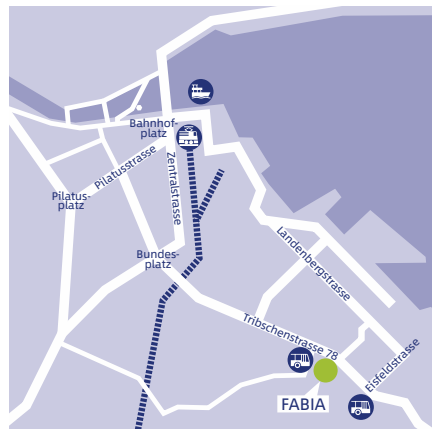 Bahnhof-
platz
Pilatusstrasse
Zentralstrasse
Pilatus-
platz
Bundes-
platz
Landenbergstrasse
Tribschenstrasse 78
Eisfeldstrasse
FABIA